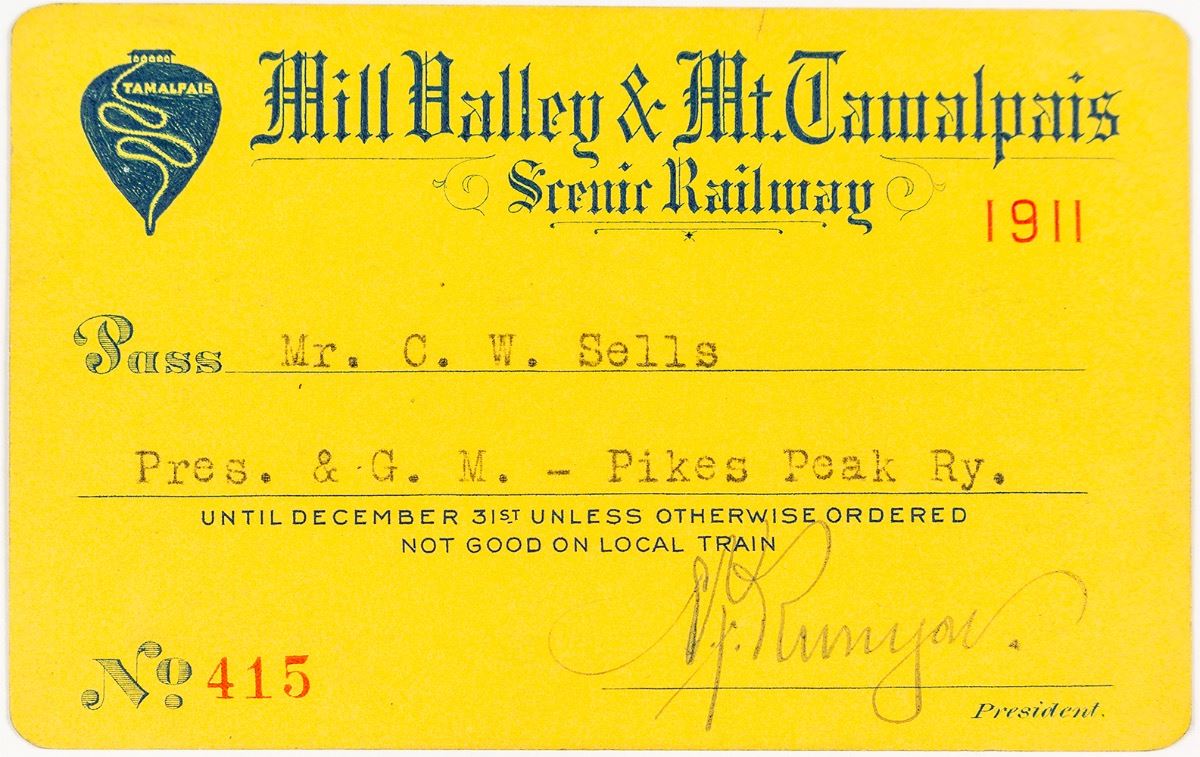 TAMALPAIS
Mill Valley & Mt. Tamalpais
Scenic Railway
1911
Pass Mr. C. W. Sells
Pres. & G. M. - Pikes Peak Ry.
UNTIL DECEMBER 31ST UNLESS OTHERWISE ORDERED
NOT GOOD ON LOCAL TRAIN
Runyon.
No 415
President.